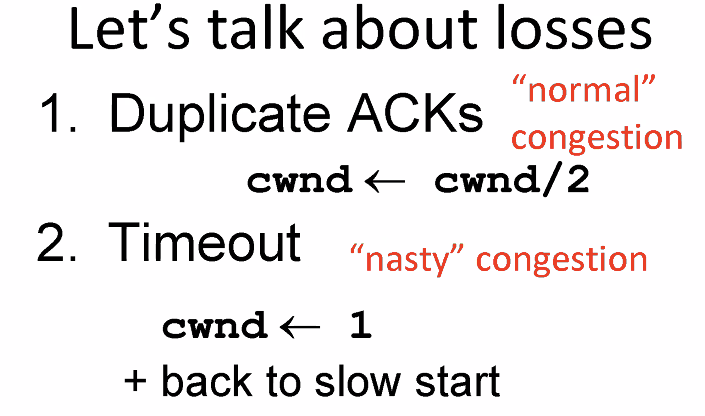 Let’s talk about losses
1. Duplicate ACKs
“normal”
congestion
cwnd ← cwnd/2
2. Timeout
“nasty” congestion
cwnd ← 1
+ back to slow start